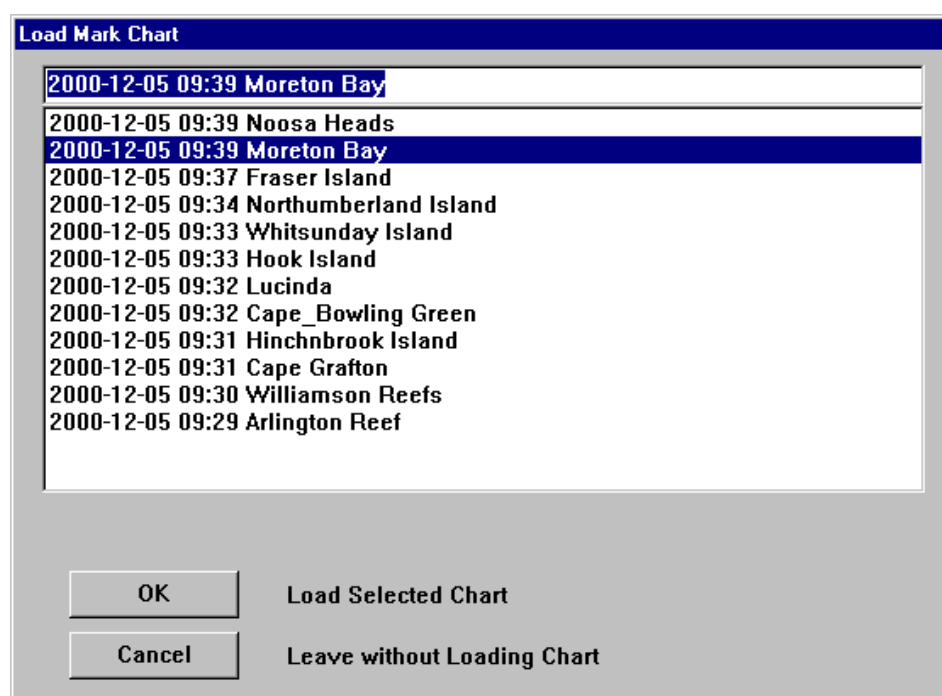 Load Mark Chart
2000-12-05 09:39 Moreton Bay
2000-12-05 09:39 Noosa Heads
2000-12-05 09:39 Moreton Bay
2000-12-05 09:37 Fraser Island
2000-12-05 09:34 Northumberland Island
2000-12-05 09:33 Whitsunday Island
2000-12-05 09:33 Hook Island
2000-12-05 09:32 Lucinda
2000-12-05 09:32 Cape_Bowling Green
2000-12-05 09:31 Hinchnbrook Island
2000-12-05 09:31 Cape Grafton
2000-12-05 09:30 Williamson Reefs
2000-12-05 09:29 Arlington Reef
OK Load Selected Chart
Cancel Leave without Loading Chart